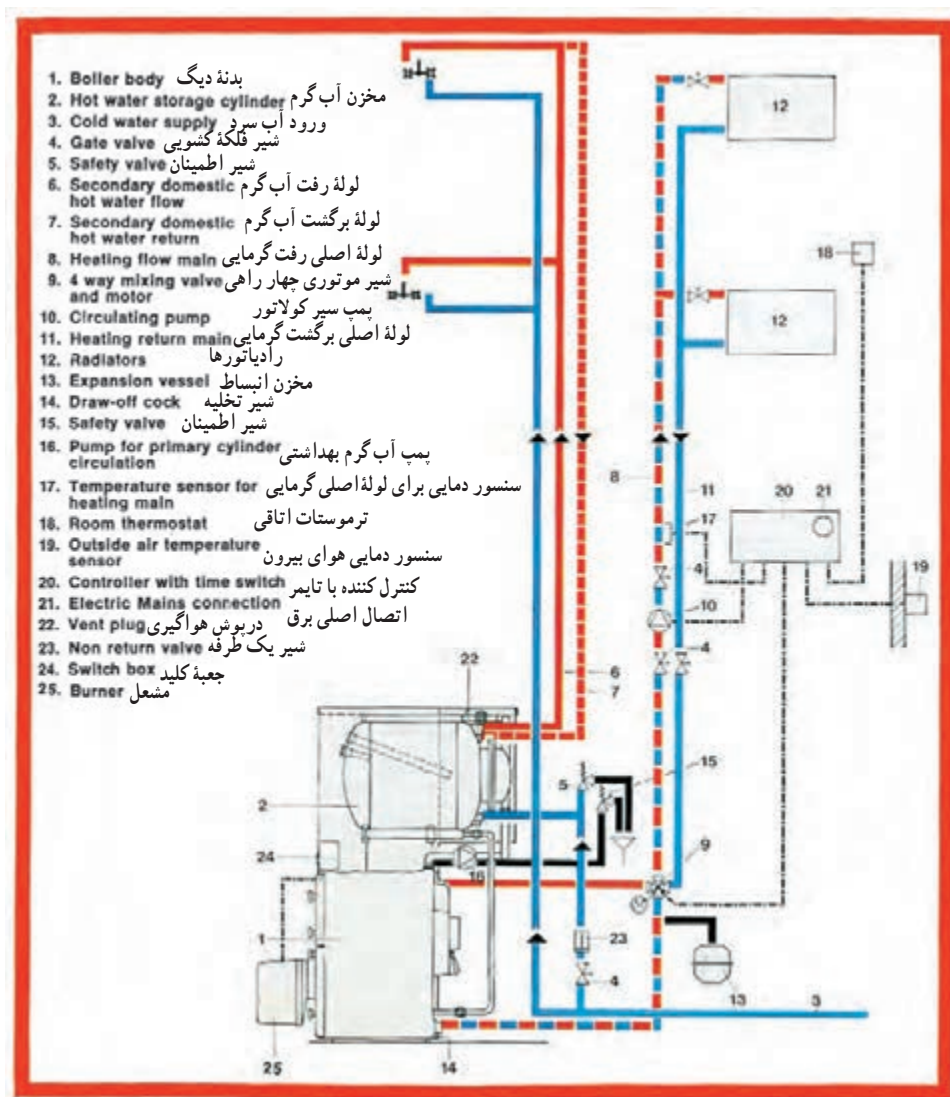 1. Boller body بدنهٔ دیگ
2. Hot water storage cylinder مخزن آب گرم
3. Cold water supply ورود آب سرد
4. Gate valve شیر فلکهٔ کشویی
5. Safety valve شیر اطمینان
6. Secondary domestic لولهٔ رفت آب گرم
hot water flow
7. Secondary domestic لولهٔ برگشت آب گرم
hot water return
8. Heating flow main لولهٔ اصلی رفت گرمایی
9. 4 way mixing valve شیر موتوری چهار راهی
and motor
10. Circulating pump پمپ سیر کولاتور
11. Heating return main لولهٔ اصلی برگشت گرمایی
12. Radiators رادیاتورها
13. Expansion vessel مخزن انبساط
14. Draw-off cock شیر تخلیه
15. Safety valve شیر اطمینان
16. Pump for primary cylinder پمپ آب گرم بهداشتی
circulation
17. Temperature sensor for سنسور دمایی برای لولهٔ اصلی گرمایی
heating main
18. Room thermostat ترموستات اتاقی
19. Outside air temperature سنسور دمایی هوای بیرون
sensor
20. Controller with time switch کنترل کننده با تایمر
21. Electric Mains connection اتصال اصلی برق
22. Vent plug درپوش هواگیری
23. Non return valve شیر یک طرفه
24. Switch box جعبهٔ کلید
25. Burner مشعل
12
18
12
8
11
20
21
17
4
19
10
4
22
6
7
15
5
2
9
24
16
1
23
4
13
3
25
14